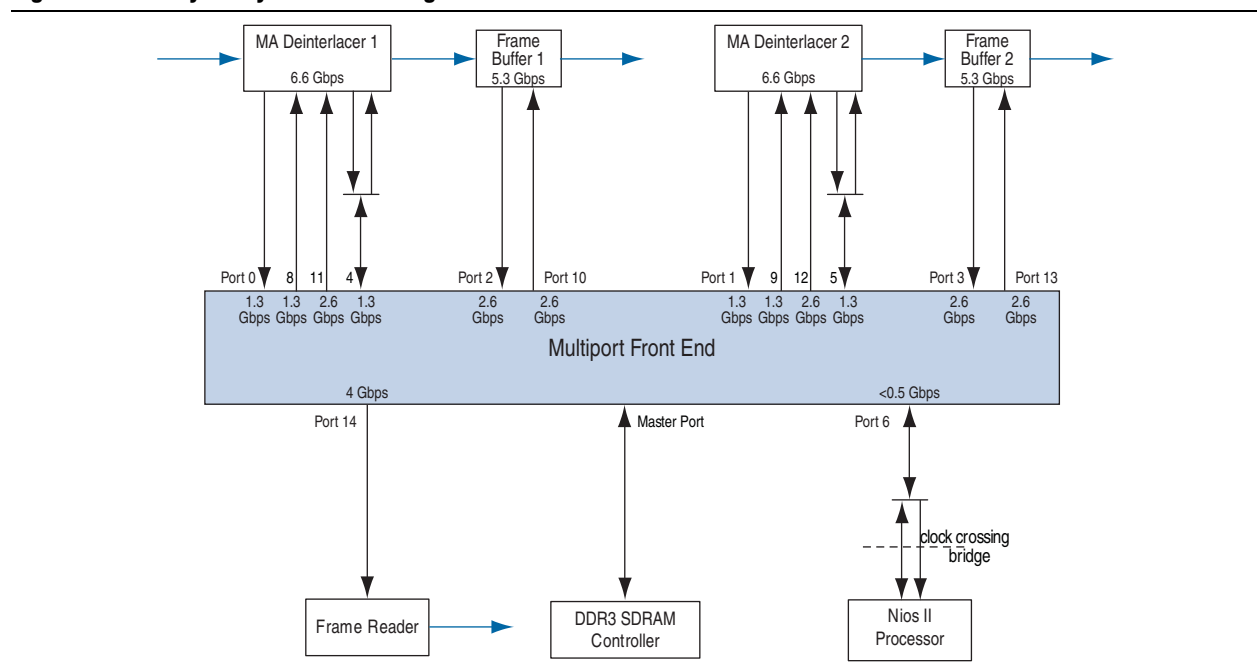 MA Deinterlacer 1
6.6 Gbps
Frame
Buffer 1
5.3 Gbps
MA Deinterlacer 2
6.6 Gbps
Frame
Buffer 2
5.3 Gbps
Port 0 8 11 4 Port 2 Port 10 Port 1 9 12 5 Port 3 Port 13
1.3 1.3 2.6 1.3 2.6 2.6 1.3 1.3 2.6 1.3 2.6 2.6
Gbps Gbps Gbps Gbps Gbps Gbps Gbps Gbps Gbps Gbps Gbps Gbps
Multiport Front End
4 Gbps <0.5 Gbps
Port 14 Master Port Port 6
clock crossing
bridge
Frame Reader
DDR3 SDRAM
Controller
Nios II
Processor